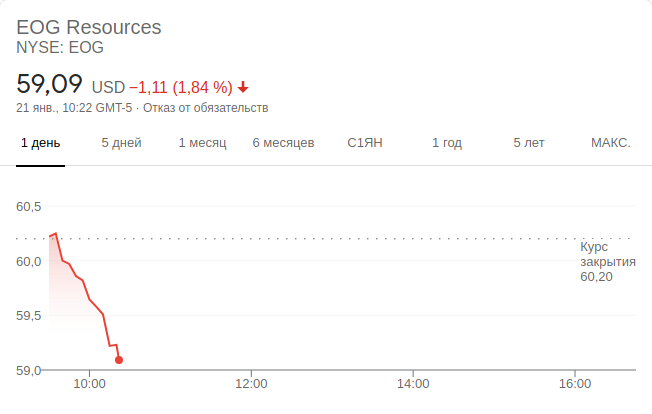 EOG Resources
NYSE: EOG
59,09 USD −1,11 (1,84 %)
21 янв., 10:22 GMT-5 · Отказ от обязательств
1 день 5 дней 1 месяц 6 месяцев С1ЯН 1 год 5 лет МАКС.
60,5
60,0
59,5
59,0
Курс
закрытия
60,20
10:00 12:00 14:00 16:00